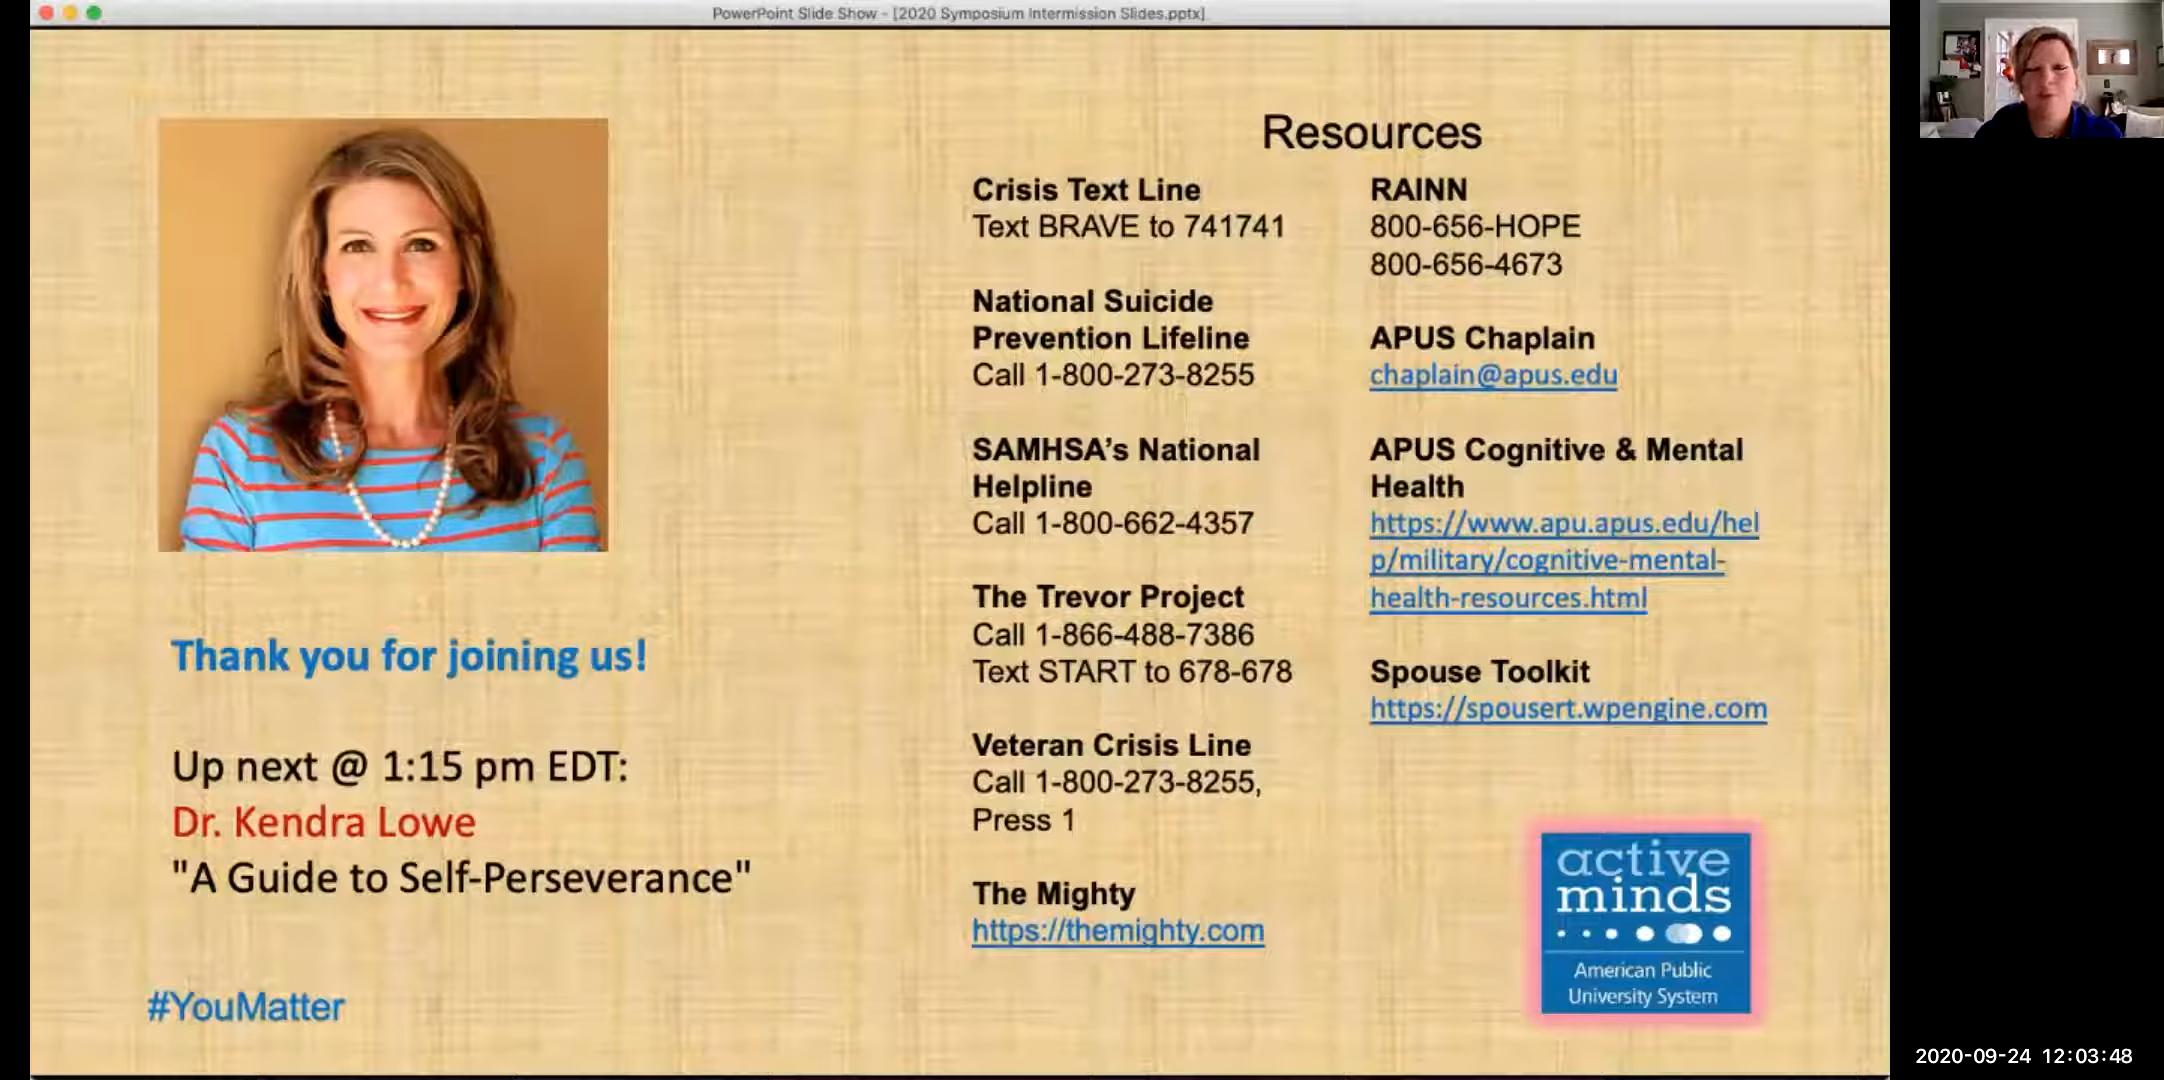 PowerPoint Slide Show - [2020 Symposium Intermission Slides.pptx]
Thank you for joining us!
Up next @ 1:15 pm EDT:
Dr. Kendra Lowe
"A Guide to Self-Perseverance"
#YouMatter
Resources
Crisis Text Line
Text BRAVE to 741741
National Suicide
Prevention Lifeline
Call 1-800-273-8255
SAMHSA’s National
Helpline
Call 1-800-662-4357
The Trevor Project
Call 1-866-488-7386
Text START to 678-678
Veteran Crisis Line
Call 1-800-273-8255,
Press 1
The Mighty
https://themighty.com
RAINN
800-656-HOPE
800-656-4673
APUS Chaplain
chaplain@apus.edu
APUS Cognitive & Mental
Health
https://www.apu.apus.edu/hel
p/military/cognitive-mental-
health-resources.html
Spouse Toolkit
https://spousert.wpengine.com
active
minds
American Public
University System
2020-09-24 12:03:48